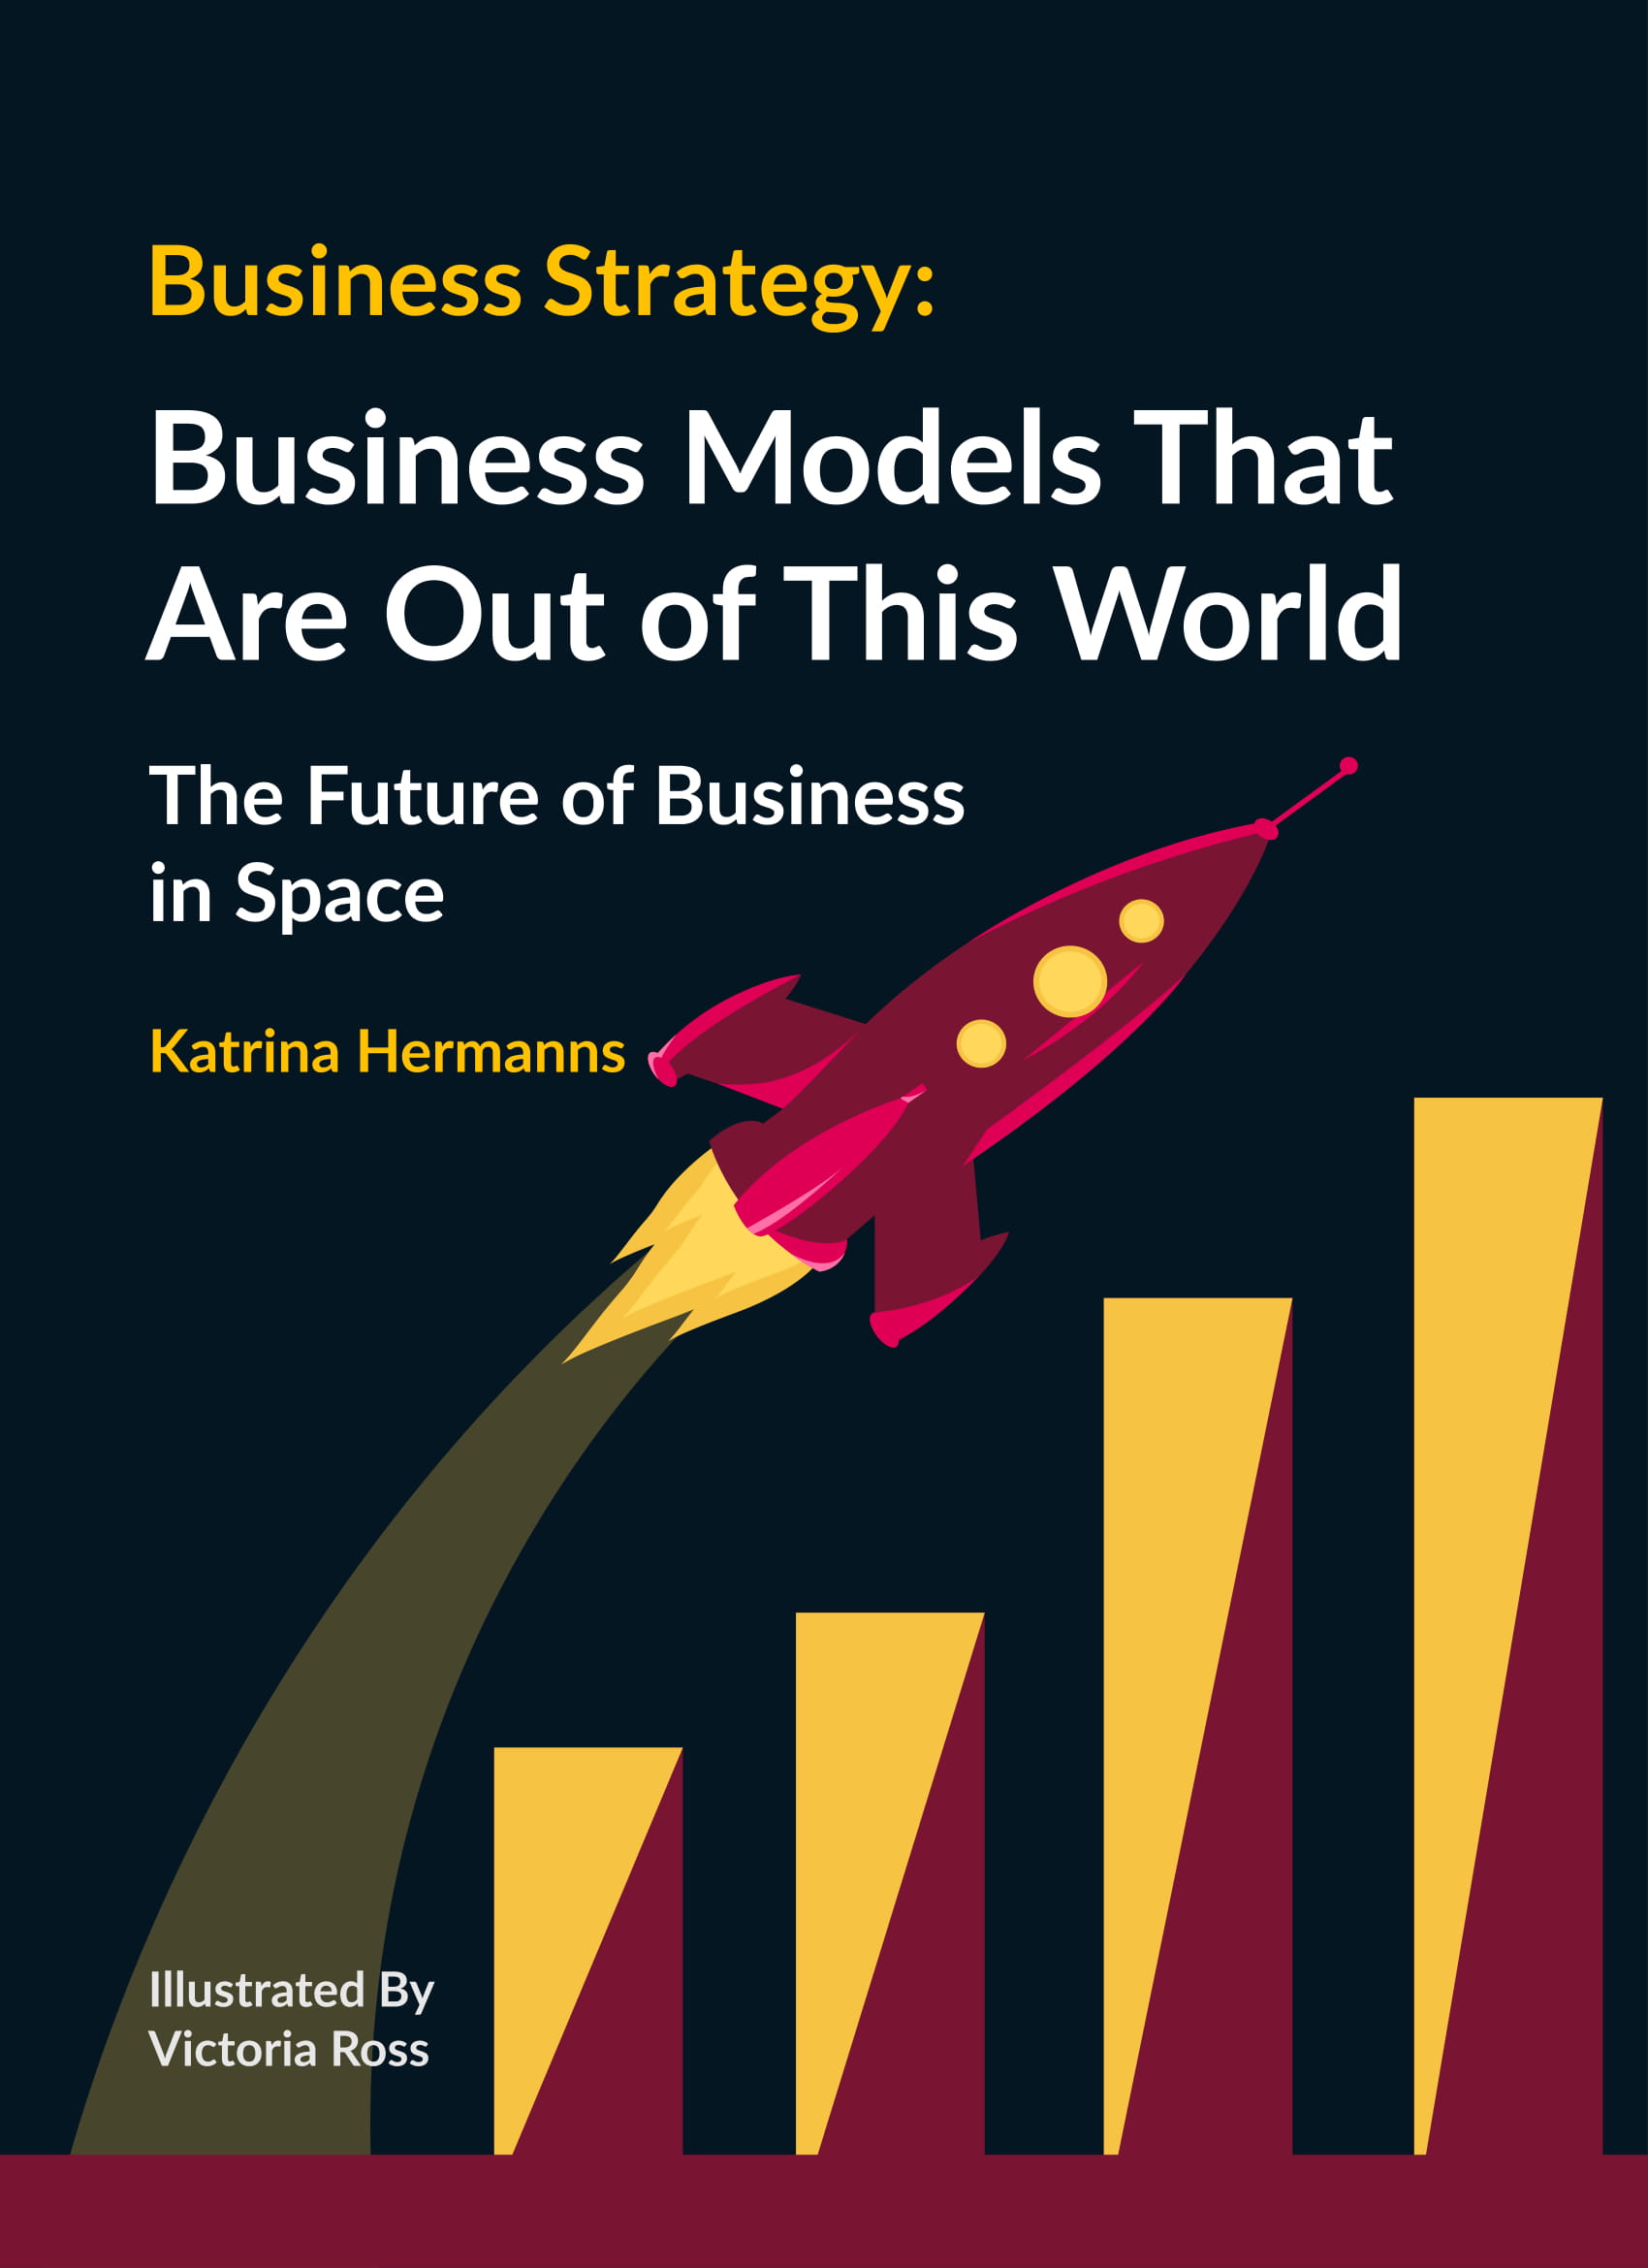 Business Strategy:
Business Models That
Are Out of This World
The Future of Business
in Space
Katrina Hermanns
Illustrated By
Victoria Ross